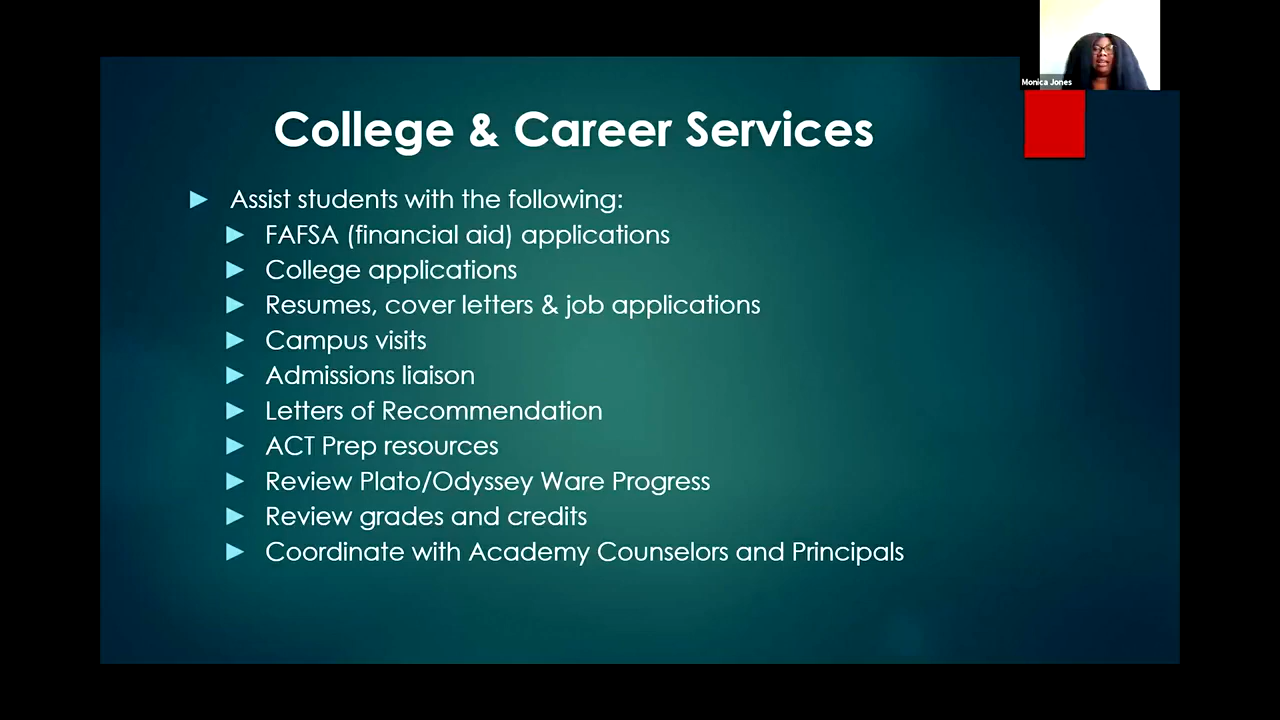 Monica Jones
College & Career Services
Assist students with the following:
FAFSA (financial aid) applications
College applications
Resumes, cover letters & job applications
Campus visits
Admissions liaison
Letters of Recommendation
ACT Prep resources
Review Plato/Odyssey Ware Progress
Review grades and credits
Coordinate with Academy Counselors and Principals